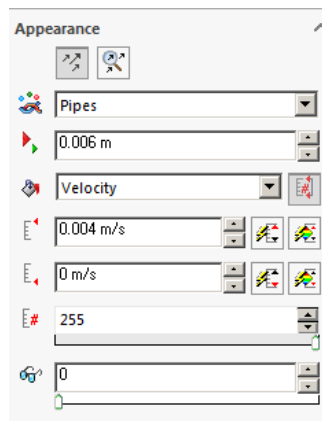 Appearance
Pipes
0.006 m
Velocity
0.004 m/s
0 m/s
255
0